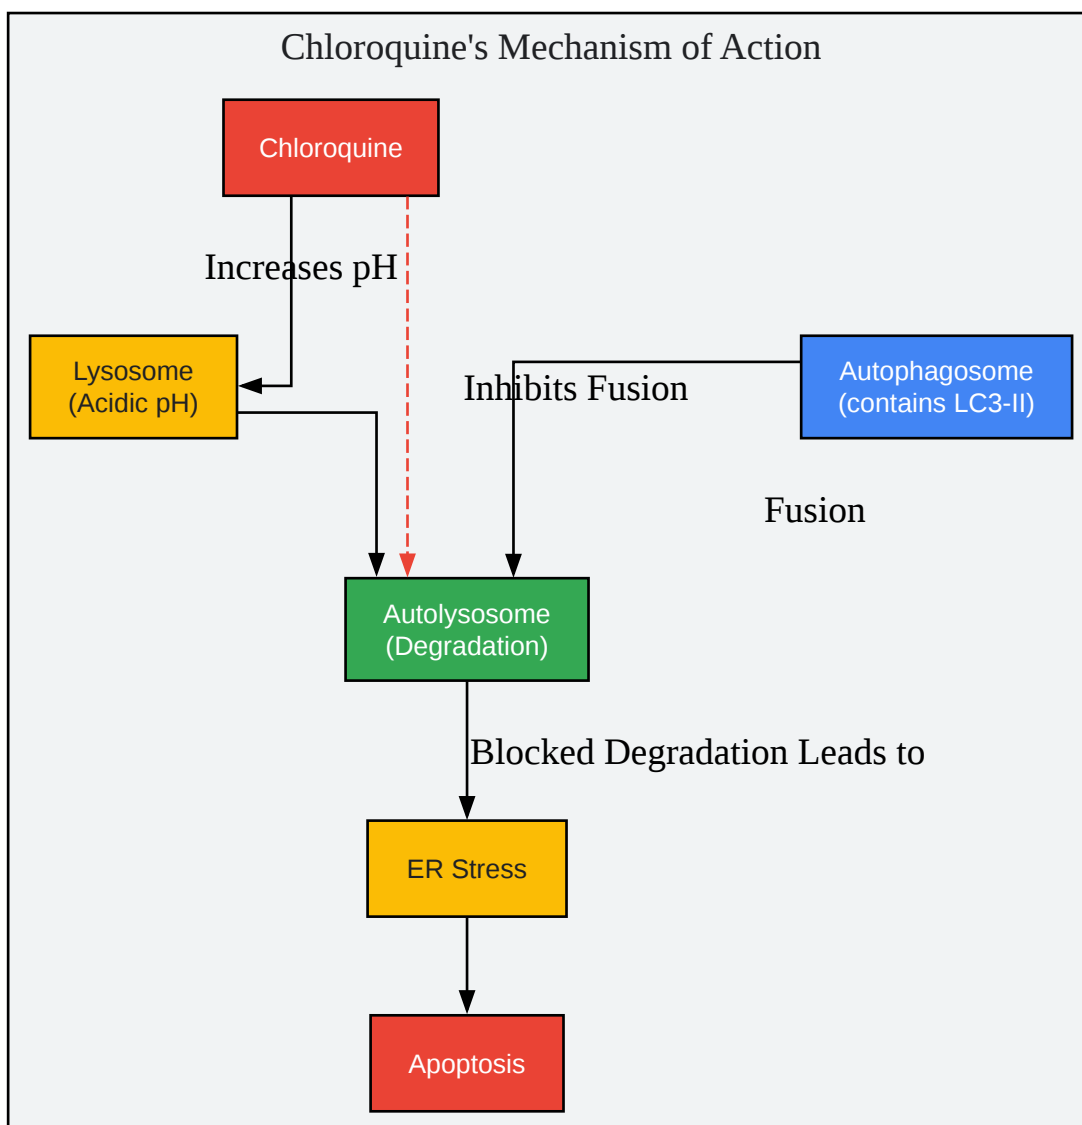 Chloroquine's Mechanism of Action
Chloroquine
Increases pH
Lysosome
(Acidic pH)
Inhibits Fusion
Autophagosome
(contains LC3-II)
Fusion
Autolysosome
(Degradation)
Blocked Degradation Leads to
ER Stress
Apoptosis